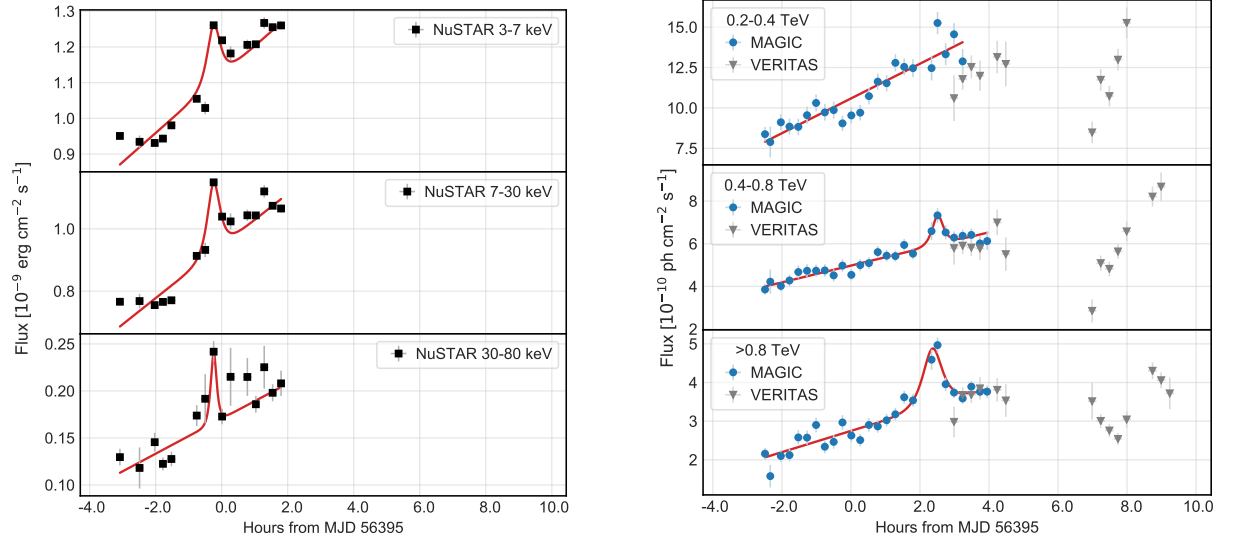 Flux [10⁻⁹ erg cm⁻² s⁻¹]
1.3
1.2
1.1
1.0
0.9
NuSTAR 3-7 keV
1.0
0.8
NuSTAR 7-30 keV
0.25
0.20
0.15
0.10
NuSTAR 30-80 keV
-4.0 -2.0 0.0 2.0 4.0 6.0 8.0 10.0
Hours from MJD 56395
Flux [10⁻¹⁰ ph cm⁻² s⁻¹]
15.0
12.5
10.0
7.5
0.2-0.4 TeV
MAGIC
VERITAS
8
6
4
2
0.4-0.8 TeV
MAGIC
VERITAS
5
4
3
2
>0.8 TeV
MAGIC
VERITAS
-4.0 -2.0 0.0 2.0 4.0 6.0 8.0 10.0
Hours from MJD 56395